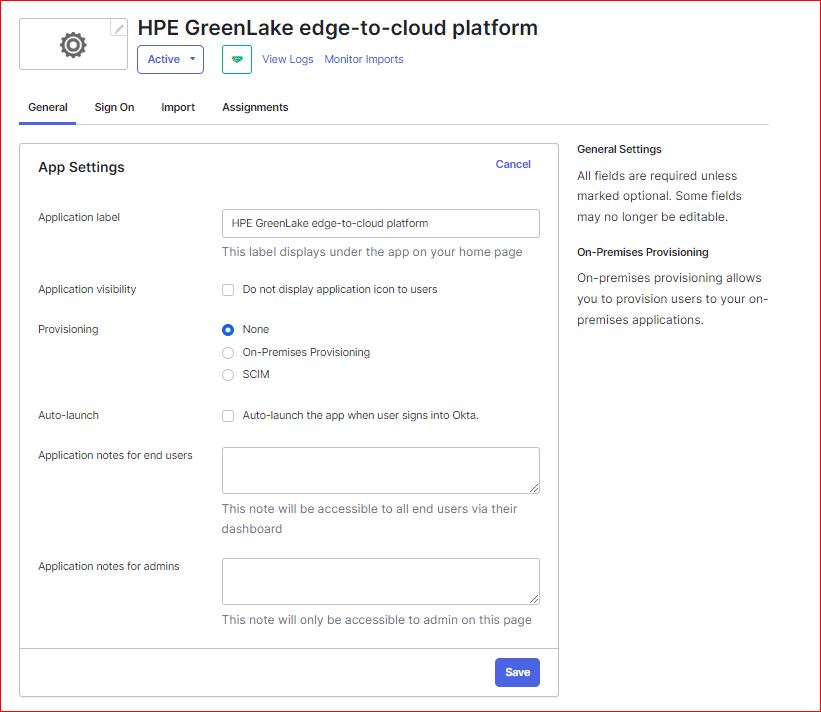 HPE GreenLake edge-to-cloud platform
Active
View Logs
Monitor Imports
General
Sign On
Import
Assignments
App Settings
Cancel
Application label
HPE GreenLake edge-to-cloud platform
This label displays under the app on your home page
Application visibility
Do not display application icon to users
Provisioning
None
On-Premises Provisioning
SCIM
Auto-launch
Auto-launch the app when user signs into Okta.
Application notes for end users
This note will be accessible to all end users via their
dashboard
Application notes for admins
This note will only be accessible to admin on this page
Save
General Settings
All fields are required unless
marked optional. Some fields
may no longer be editable.
On-Premises Provisioning
On-premises provisioning allows
you to provision users to your on-
premises applications.